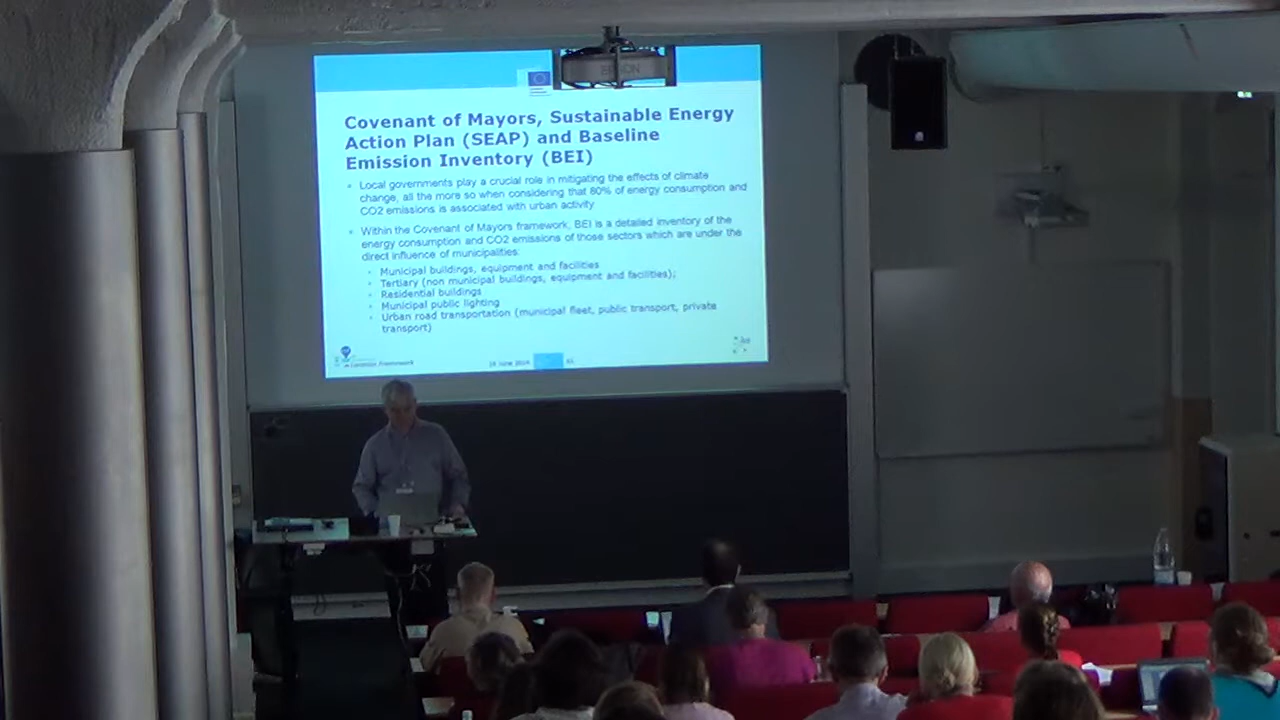 EPSON
Covenant of Mayors, Sustainable Energy
Action Plan (SEAP) and Baseline
Emission Inventory (BEI)
Local governments play a crucial role in mitigating the effects of climate
change, all the more so when considering that 80% of energy consumption and
CO2 emissions is associated with urban activity
Within the Covenant of Mayors framework, BEI is a detailed inventory of the
energy consumption and CO2 emissions of those sectors which are under the
direct influence of municipalities:
Municipal buildings, equipment and facilities
Tertiary (non municipal buildings, equipment and facilities);
Residential buildings
Municipal public lighting
Urban road transportation (municipal fleet, public transport, private
transport)
June 2014